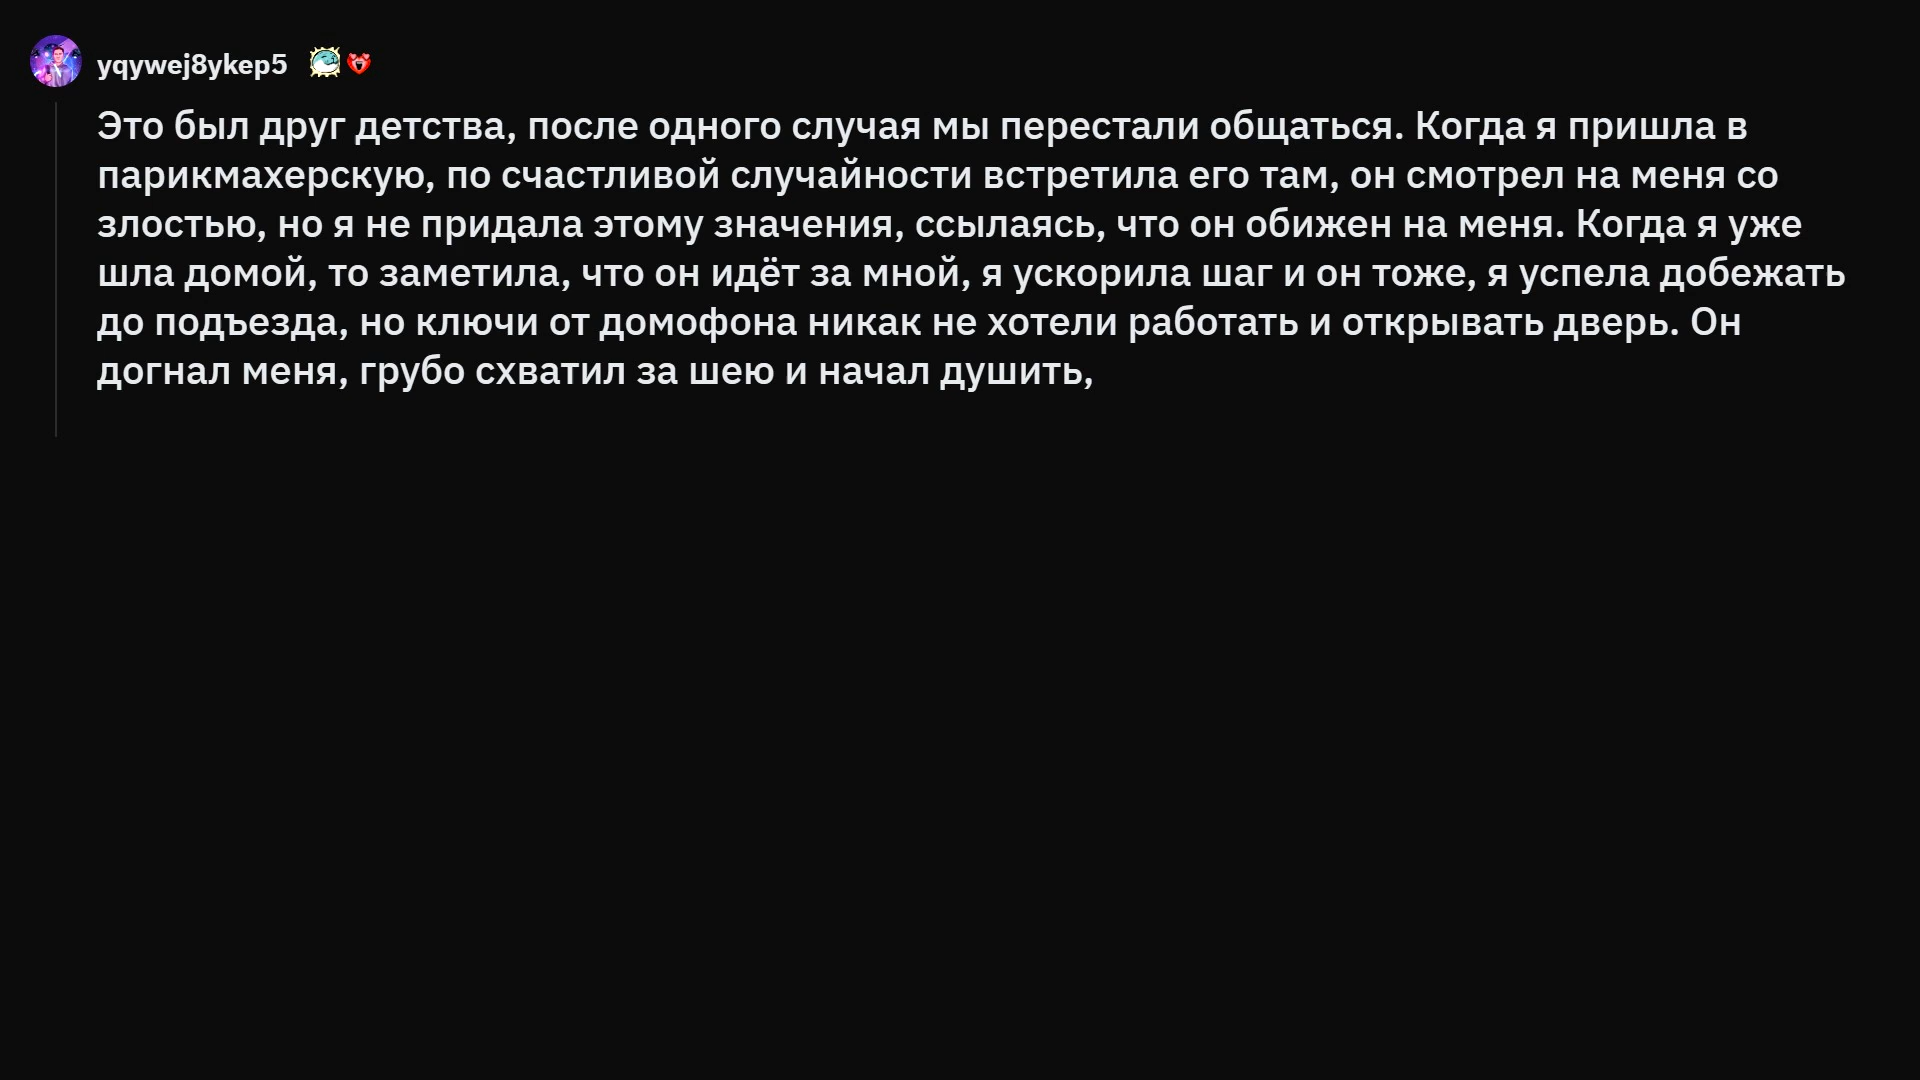 yqywej8ykep5
Это был друг детства, после одного случая мы перестали общаться. Когда я пришла в
парикмахерскую, по счастливой случайности встретила его там, он смотрел на меня со
злостью, но я не придала этому значения, ссылаясь, что он обижен на меня. Когда я уже
шла домой, то заметила, что он идёт за мной, я ускорила шаг и он тоже, я успела добежать
до подъезда, но ключи от домофона никак не хотели работать и открывать дверь. Он
догнал меня, грубо схватил за шею и начал душить,